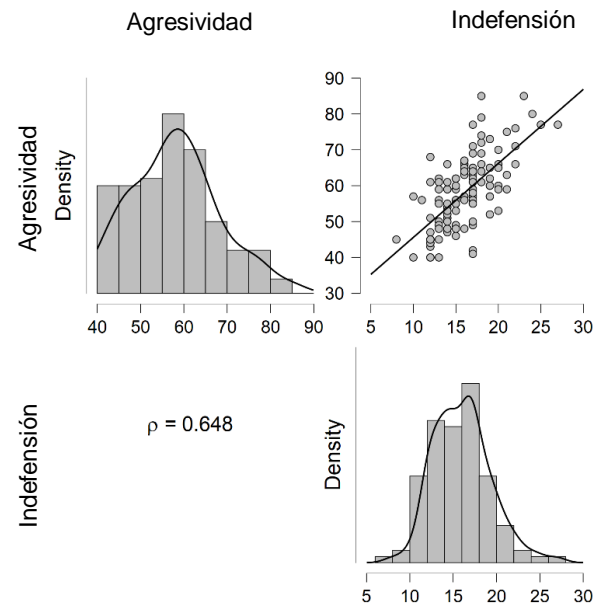 Agresividad
Indefensión
Agresividad
Density
40 50 60 70 80 90
90
80
70
60
50
40
30
5 10 15 20 25 30
Indefensión
ρ = 0.648
Density
5 10 15 20 25 30